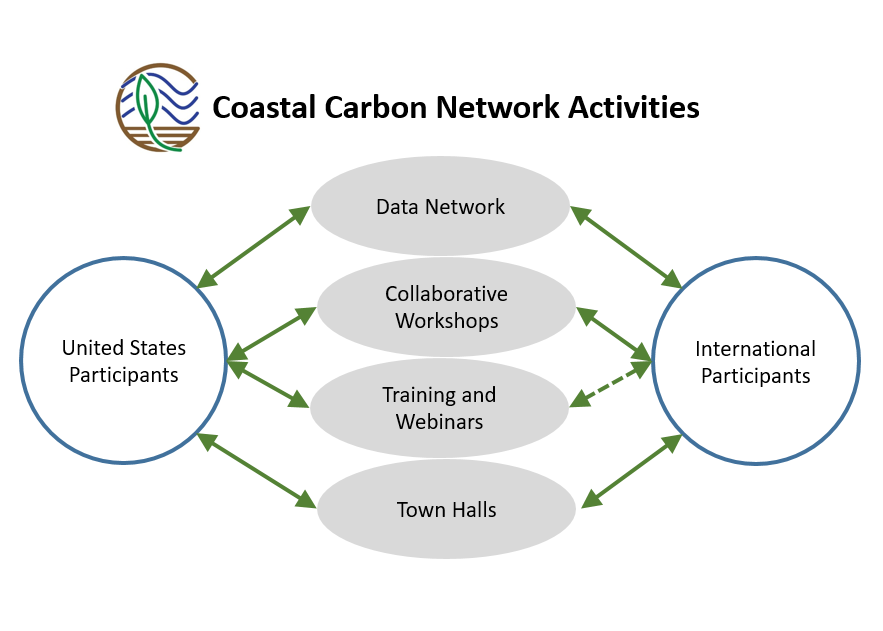 Coastal Carbon Network Activities
Data Network
Collaborative
Workshops
United States
Participants
International
Participants
Training and
Webinars
Town Halls